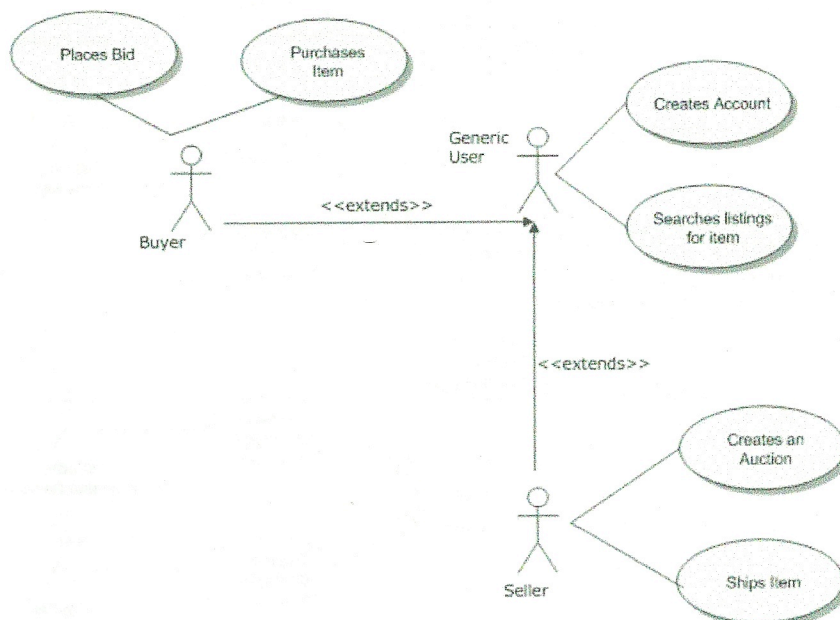 Places Bid
Purchases
Item
Creates Account
Generic
User
Searches listings
for item
<<extends>>
Buyer
<<extends>>
Creates an
Auction
Ships Item
Seller